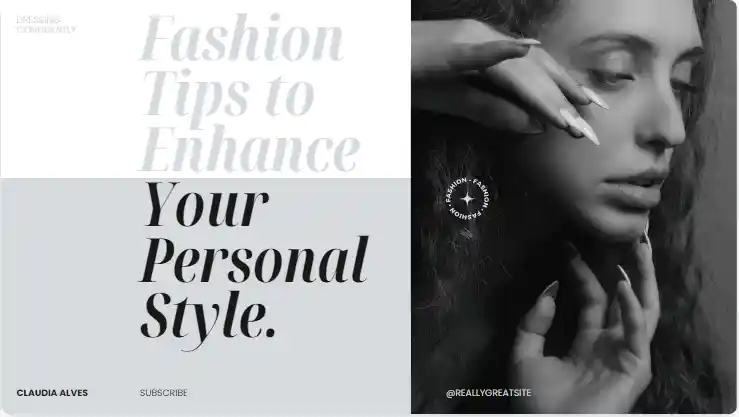 DRESSING
CONFIDENTLY
Fashion
Tips to
Enhance
Your
Personal
Style.
FASHION • FASHION • FASHION •
CLAUDIA ALVES
SUBSCRIBE
@REALLYGREATSITE